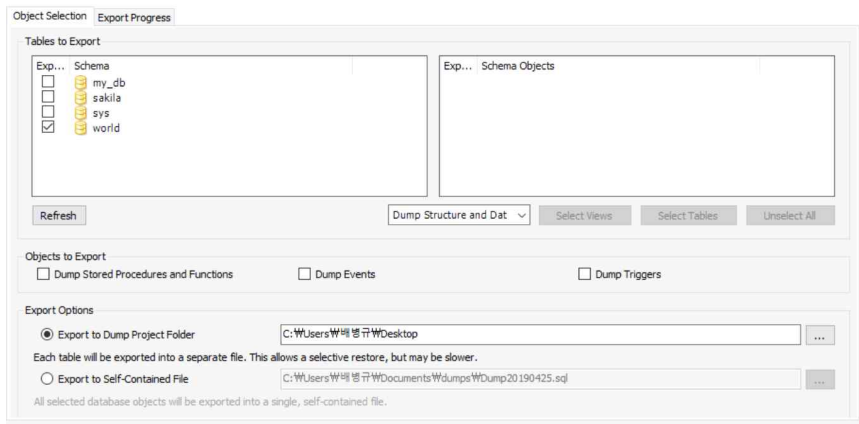 Object Selection Export Progress
Tables to Export
Exp... Schema Exp... Schema Objects
my_db
sakila
sys
world
Refresh Dump Structure and Dat Select Views Select Tables Unselect All
Objects to Export
Dump Stored Procedures and Functions Dump Events Dump Triggers
Export Options
Export to Dump Project Folder C:₩Users₩배병규₩Desktop ...
Each table will be exported into a separate file. This allows a selective restore, but may be slower.
Export to Self-Contained File C:₩Users₩배병규₩Documents₩dumps₩Dump20190425.sql ...
All selected database objects will be exported into a single, self-contained file.